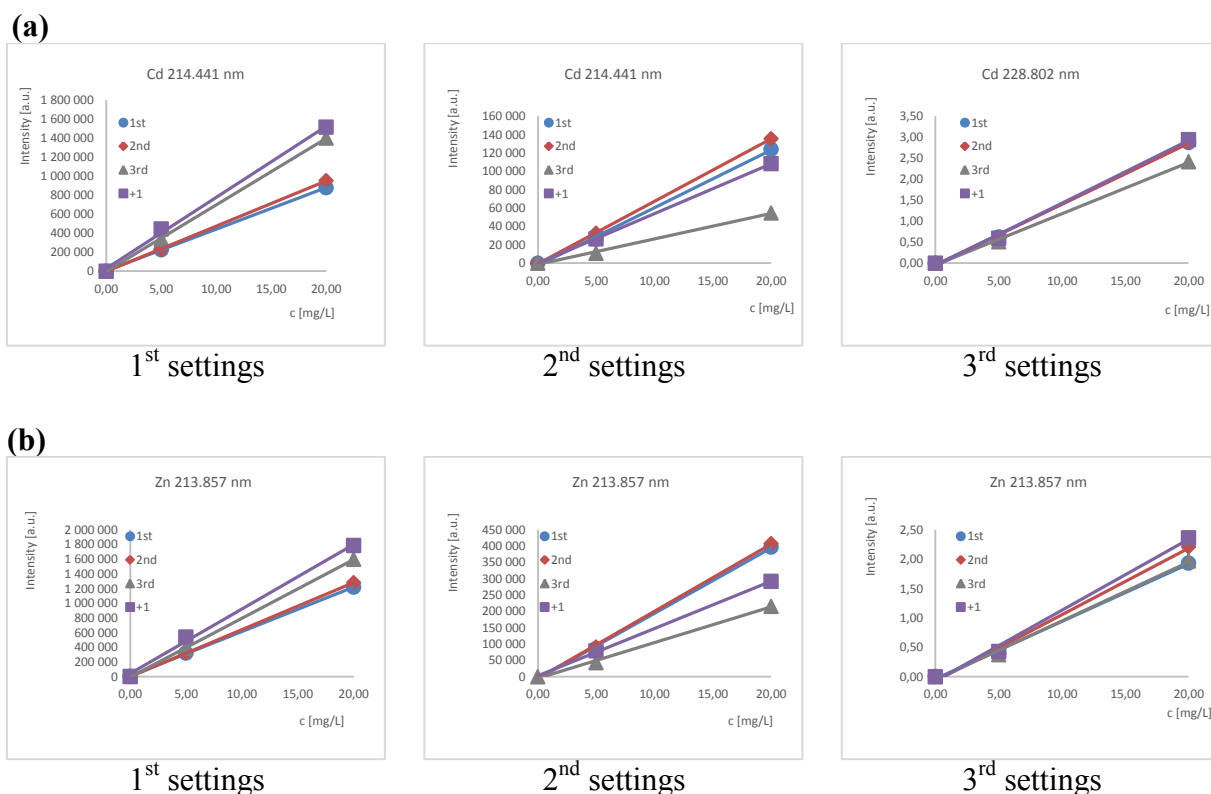 (a)
Cd 214.441 nm
Intensity [a.u.]
1 800 000
1 600 000
1 400 000
1 200 000
1 000 000
800 000
600 000
400 000
200 000
0
1st
2nd
3rd
+1
0,00 5,00 10,00 15,00 20,00
c [mg/L]
1st settings
Cd 214.441 nm
Intensity [a.u.]
160 000
140 000
120 000
100 000
80 000
60 000
40 000
20 000
0
1st
2nd
3rd
+1
0,00 5,00 10,00 15,00 20,00
c [mg/L]
2nd settings
Cd 228.802 nm
Intensity [a.u.]
3,50
3,00
2,50
2,00
1,50
1,00
0,50
0,00
1st
2nd
3rd
+1
0,00 5,00 10,00 15,00 20,00
c [mg/L]
3rd settings
(b)
Zn 213.857 nm
Intensity [a.u.]
2 000 000
1 800 000
1 600 000
1 400 000
1 200 000
1 000 000
800 000
600 000
400 000
200 000
0
1st
2nd
3rd
+1
0,00 5,00 10,00 15,00 20,00
c [mg/L]
1st settings
Zn 213.857 nm
Intensity [a.u.]
450 000
400 000
350 000
300 000
250 000
200 000
150 000
100 000
50 000
0
1st
2nd
3rd
+1
0,00 5,00 10,00 15,00 20,00
c [mg/L]
2nd settings
Zn 213.857 nm
Intensity [a.u.]
2,50
2,00
1,50
1,00
0,50
0,00
1st
2nd
3rd
+1
0,00 5,00 10,00 15,00 20,00
c [mg/L]
3rd settings